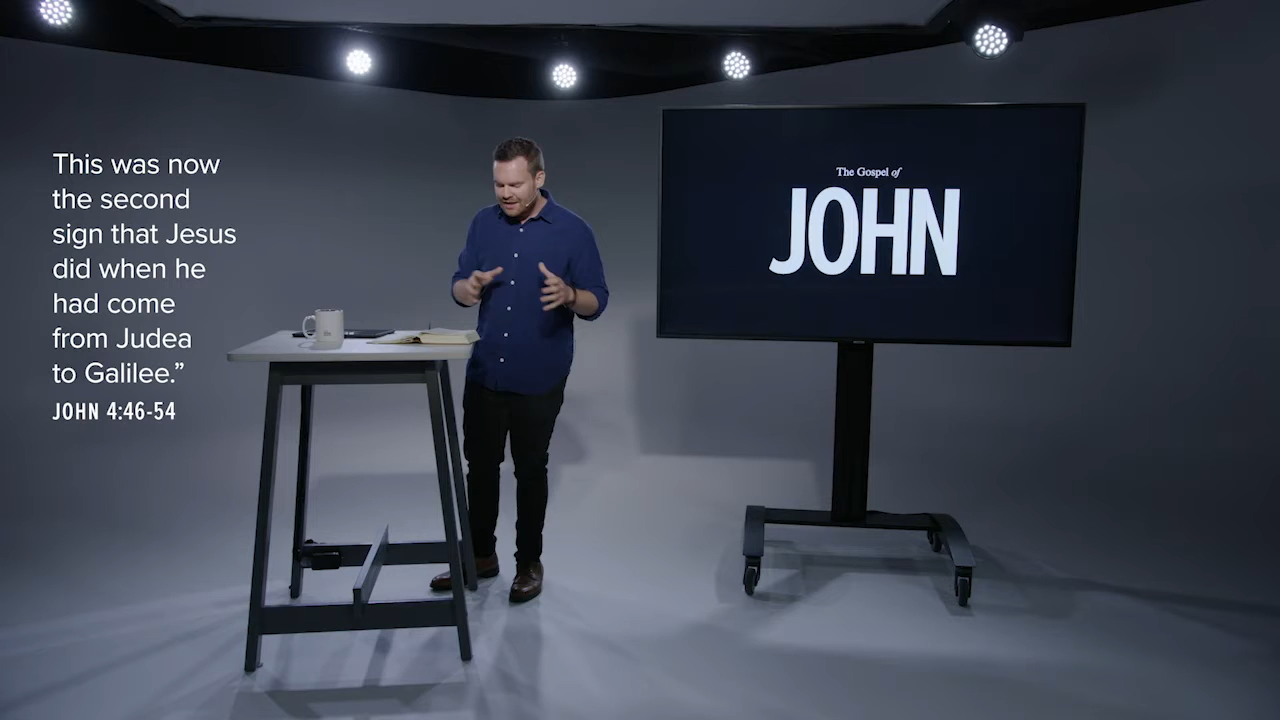 This was now
the second
sign that Jesus
did when he
had come
from Judea
to Galilee.”
JOHN 4:46-54
The Gospel of
JOHN